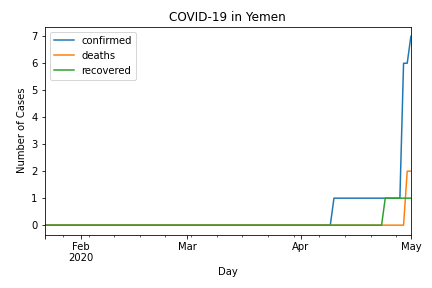 COVID-19 in Yemen
confirmed
deaths
recovered
Number of Cases
7
6
5
4
3
2
1
0
Feb
2020
Mar
Apr
May
Day